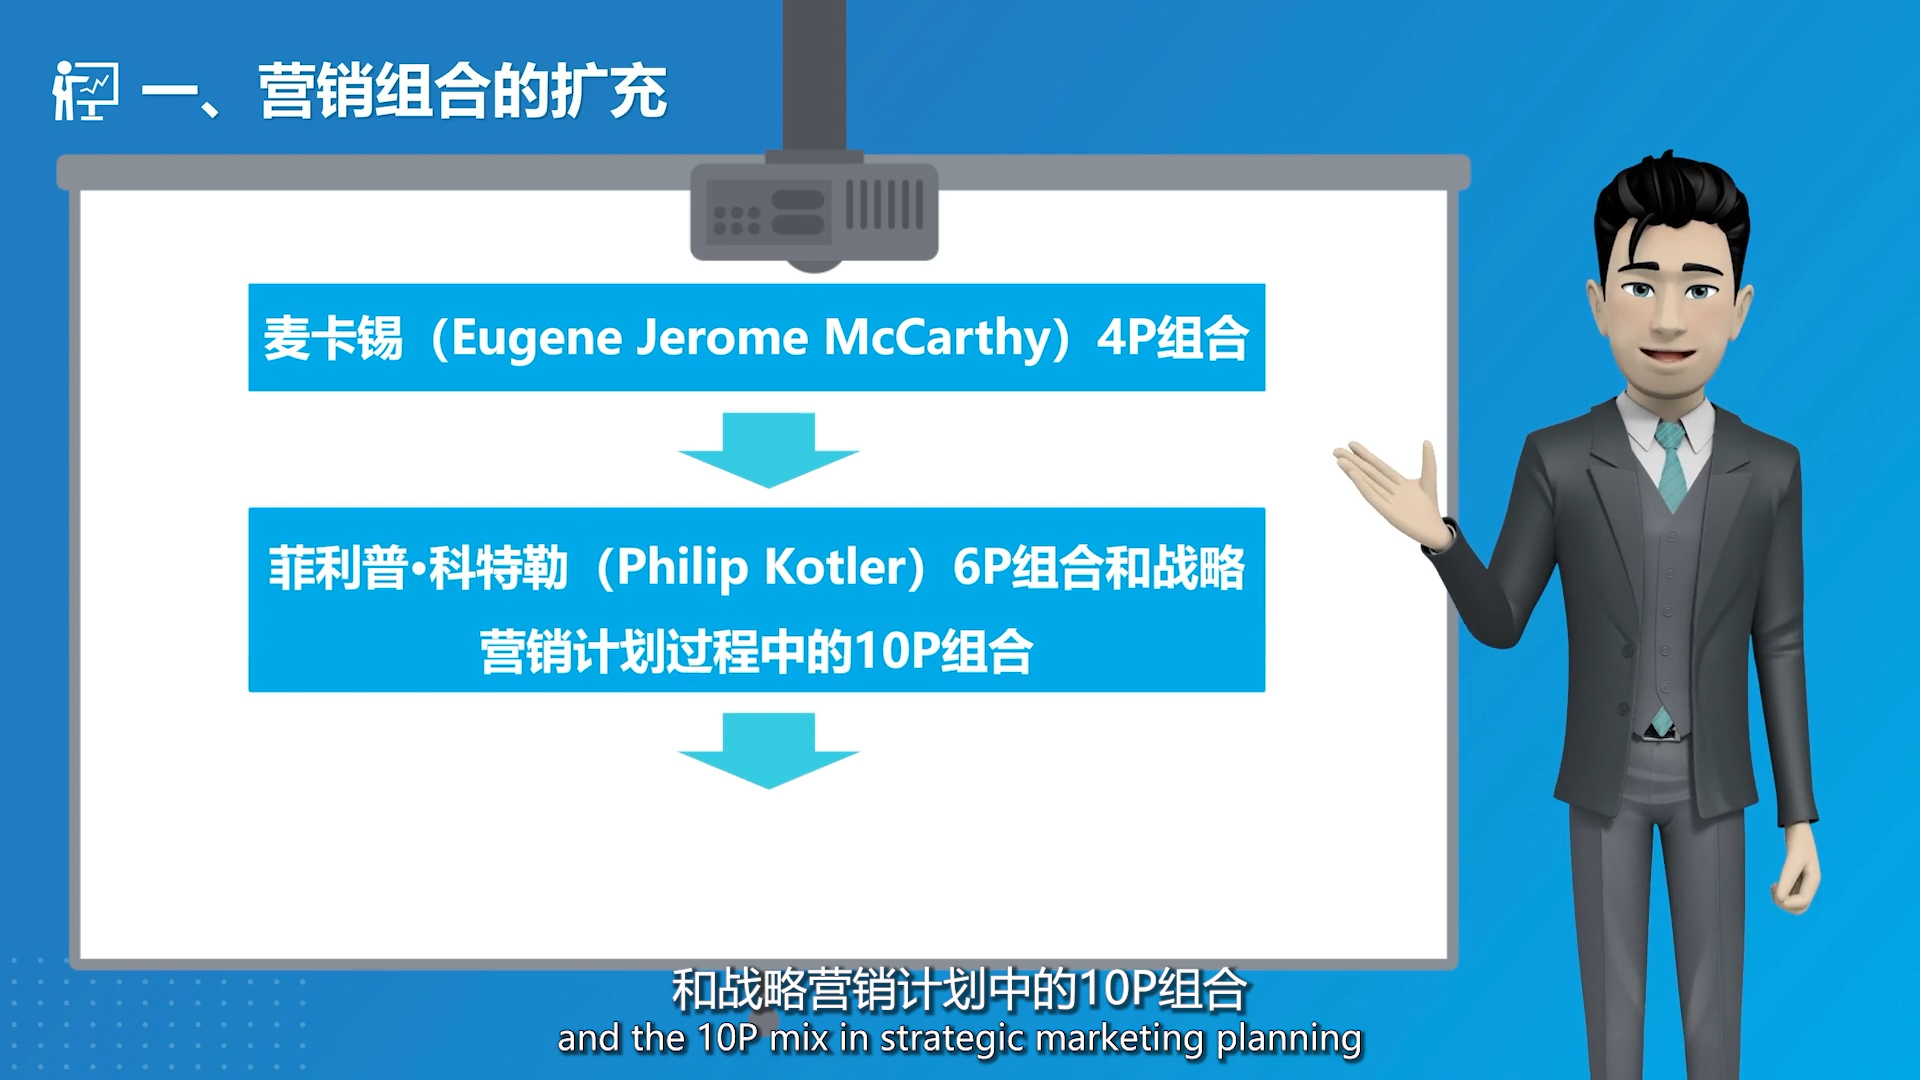 一、营销组合的扩充
麦卡锡（Eugene Jerome McCarthy）4P组合
菲利普·科特勒（Philip Kotler）6P组合和战略
营销计划过程中的10P组合
和战略营销计划中的10P组合
and the 10P mix in strategic marketing planning